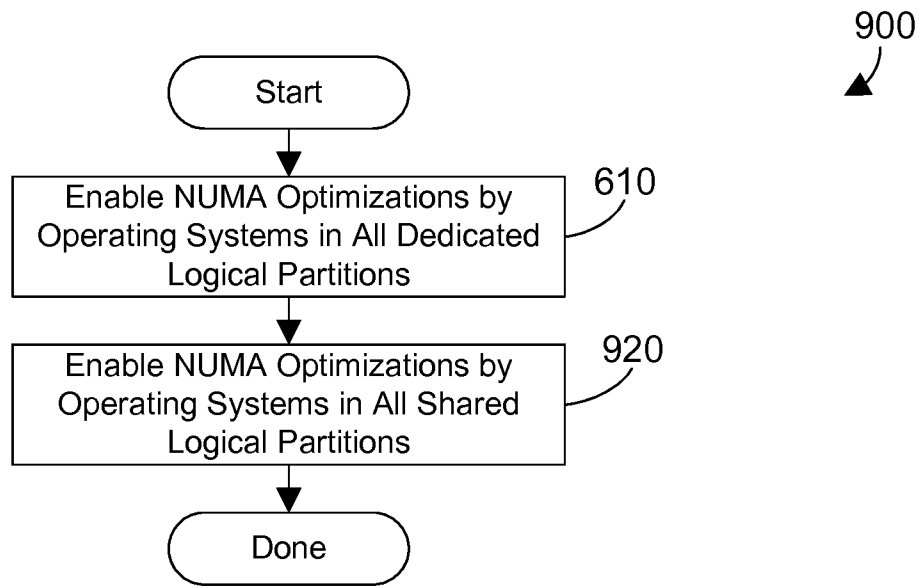 900
Start
Enable NUMA Optimizations by
Operating Systems in All Dedicated
Logical Partitions
610
Enable NUMA Optimizations by
Operating Systems in All Shared
Logical Partitions
920
Done